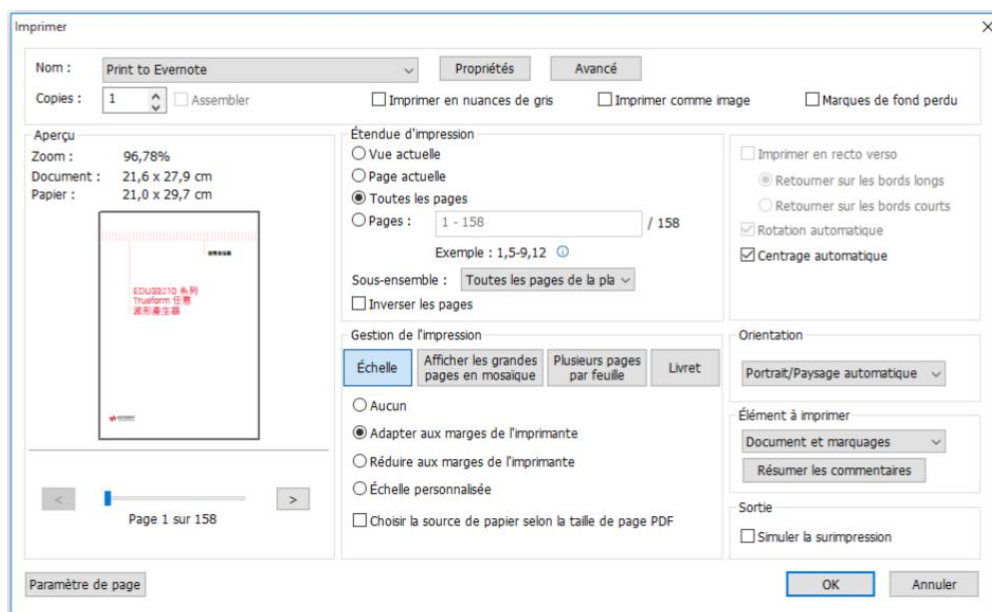 Imprimer
Nom :
Print to Evernote
Propriétés
Avancé
Copies :
1
Assembler
Imprimer en nuances de gris
Imprimer comme image
Marques de fond perdu
Aperçu
Zoom : 96,78%
Document : 21,6 x 27,9 cm
Papier : 21,0 x 29,7 cm
EDU33210 系列
Trueform 任意
波形產生器
KEYSIGHT
<
>
Page 1 sur 158
Étendue d'impression
Vue actuelle
Page actuelle
Toutes les pages
Pages : 1 - 158 / 158
Exemple : 1,5-9,12
Sous-ensemble : Toutes les pages de la pla
Inverser les pages
Gestion de l'impression
Échelle
Afficher les grandes
pages en mosaïque
Plusieurs pages
par feuille
Livret
Aucun
Adapter aux marges de l'imprimante
Réduire aux marges de l'imprimante
Échelle personnalisée
Choisir la source de papier selon la taille de page PDF
Imprimer en recto verso
Retourner sur les bords longs
Retourner sur les bords courts
Rotation automatique
Centrage automatique
Orientation
Portrait/Paysage automatique
Élément à imprimer
Document et marquages
Résumer les commentaires
Sortie
Simuler la surimpression
Paramètre de page
OK
Annuler